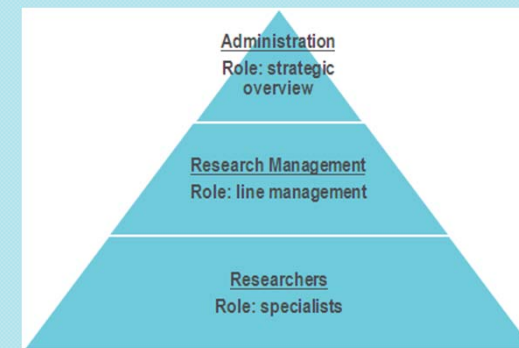 Administration
Role: strategic
overview
Research Management
Role: line management
Researchers
Role: specialists